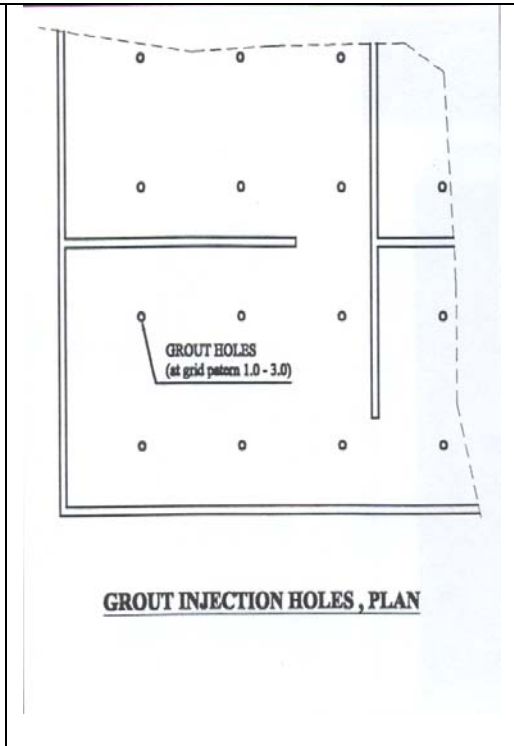 GROUT HOLES
(at grid patern 1.0 - 3.0)
GROUT INJECTION HOLES , PLAN